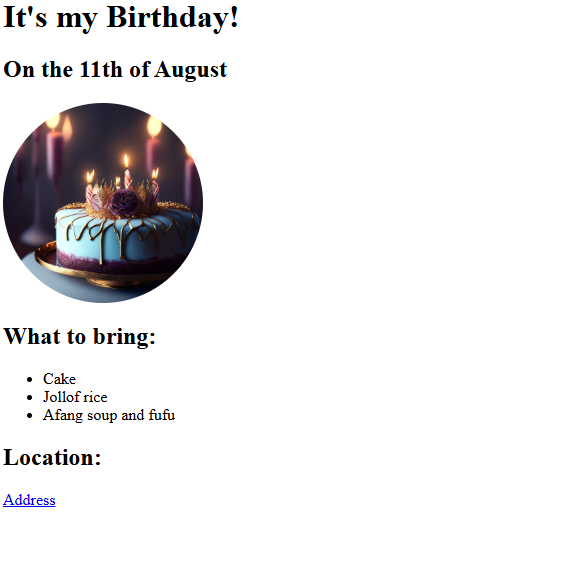 It's my Birthday!
On the 11th of August
What to bring:
Cake
Jollof rice
Afang soup and fufu
Location:
Address